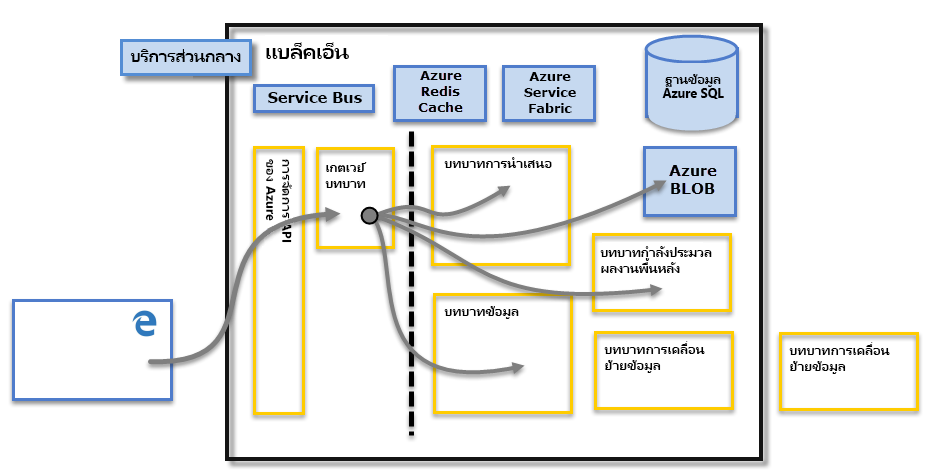 บริการส่วนกลาง
แบล็คเอ็น
Service Bus
Azure
Redis
Cache
Azure
Service
Fabric
ฐานข้อมูล
Azure SQL
การจัดการ API
ของ Azure
เกตเวย์
บทบาท
บทบาทการนำเสนอ
Azure
BLOB
บทบาทกำลังประมวล
ผลงานพื้นหลัง
บทบาทข้อมูล
บทบาทการเคลื่อน
ย้ายข้อมูล
บทบาทการเคลื่อน
ย้ายข้อมูล